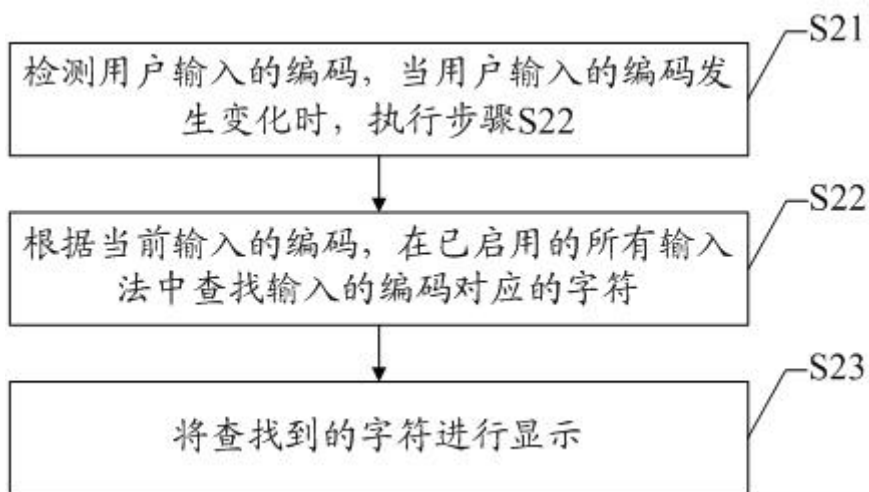 S21
检测用户输入的编码，当用户输入的编码发
生变化时，执行步骤S22
S22
根据当前输入的编码，在已启用的所有输入
法中查找输入的编码对应的字符
S23
将查找到的字符进行显示